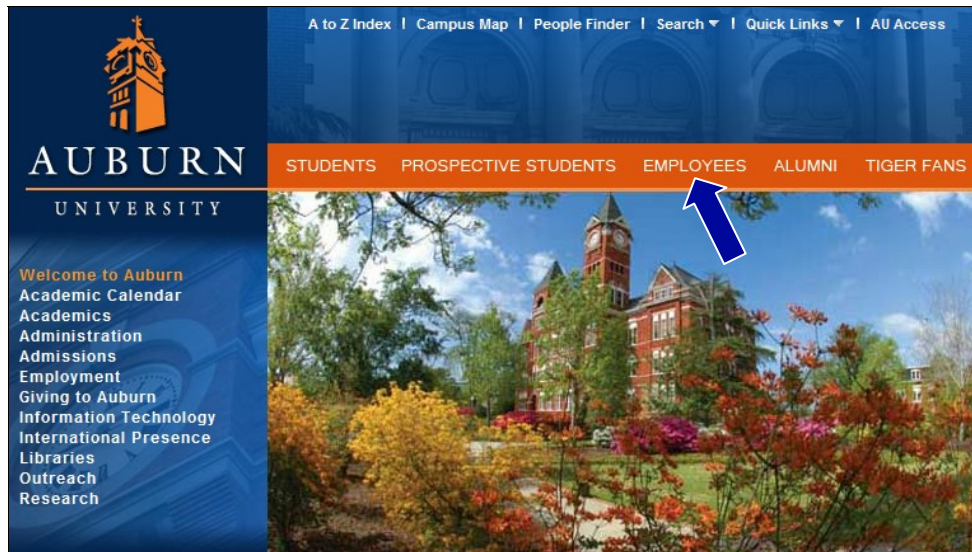 A to Z Index | Campus Map | People Finder | Search | Quick Links | AU Access
AUBURN
UNIVERSITY
STUDENTS PROSPECTIVE STUDENTS EMPLOYEES ALUMNI TIGER FANS
Welcome to Auburn
Academic Calendar
Academics
Administration
Admissions
Employment
Giving to Auburn
Information Technology
International Presence
Libraries
Outreach
Research